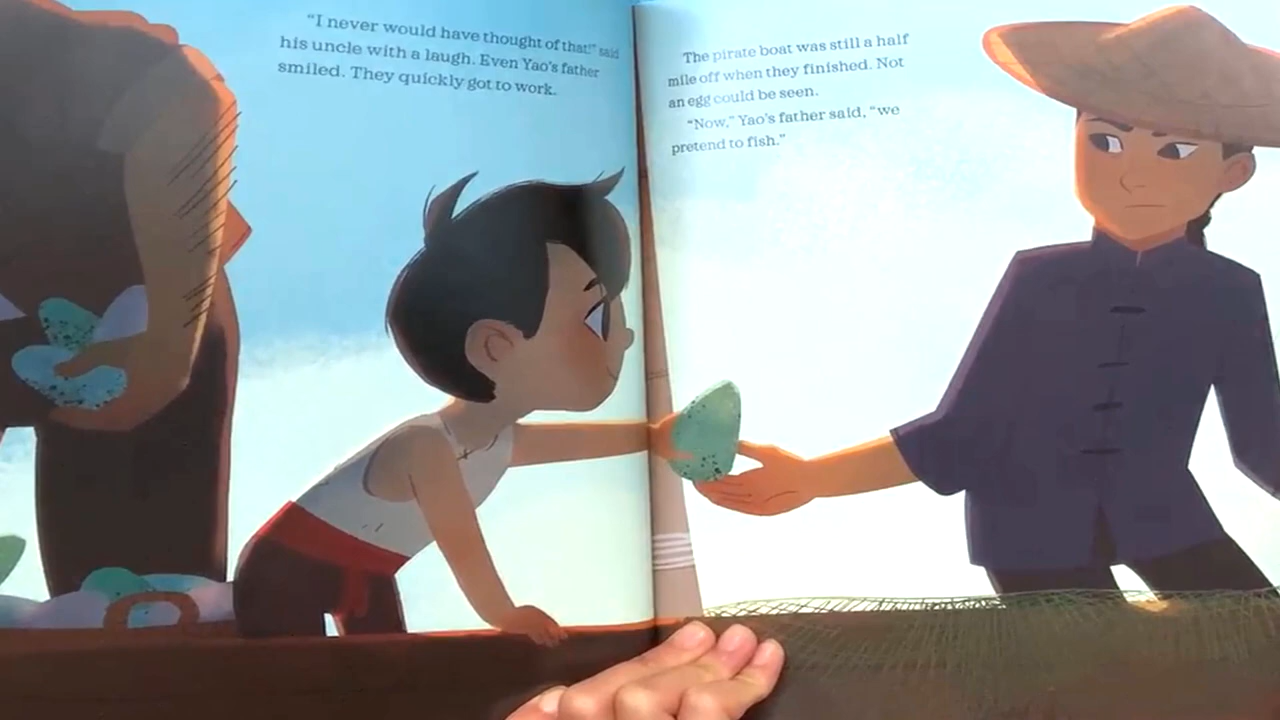 "I never would have thought of that!" said
his uncle with a laugh. Even Yao's father
smiled. They quickly got to work.
The pirate boat was still a half
mile off when they finished. Not
an egg could be seen.
"Now," Yao's father said, "we
pretend to fish."